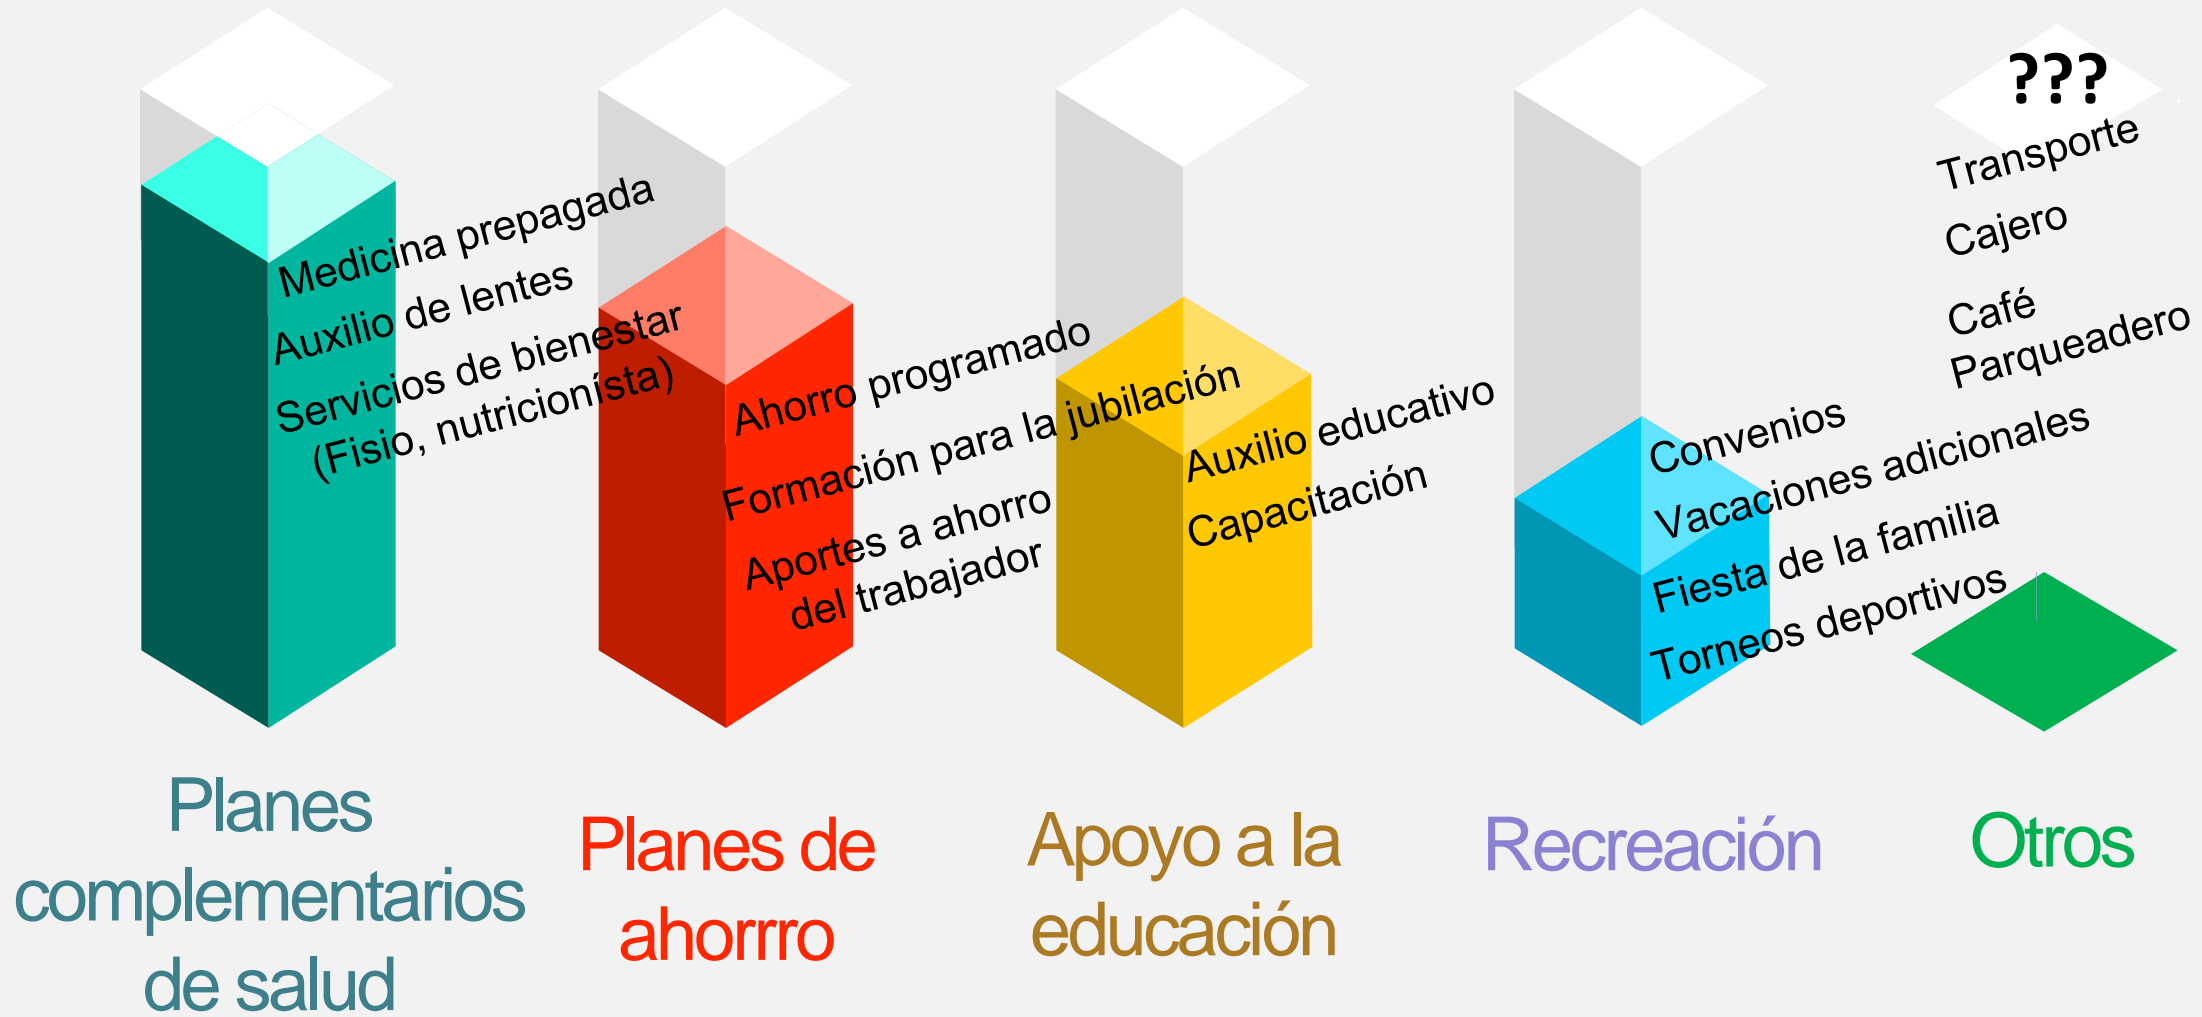 Medicina prepagada
Auxilio de lentes
Servicios de bienestar
(Fisio, nutricionísta)
Planes
complementarios
de salud
Ahorro programado
Formación para la jubilación
Aportes a ahorro
del trabajador
Planes de
ahorrro
Auxilio educativo
Capacitación
Apoyo a la
educación
Convenios
Vacaciones adicionales
Fiesta de la familia
Torneos deportivos
Recreación
???
Transporte
Cajero
Café
Parqueadero
Otros